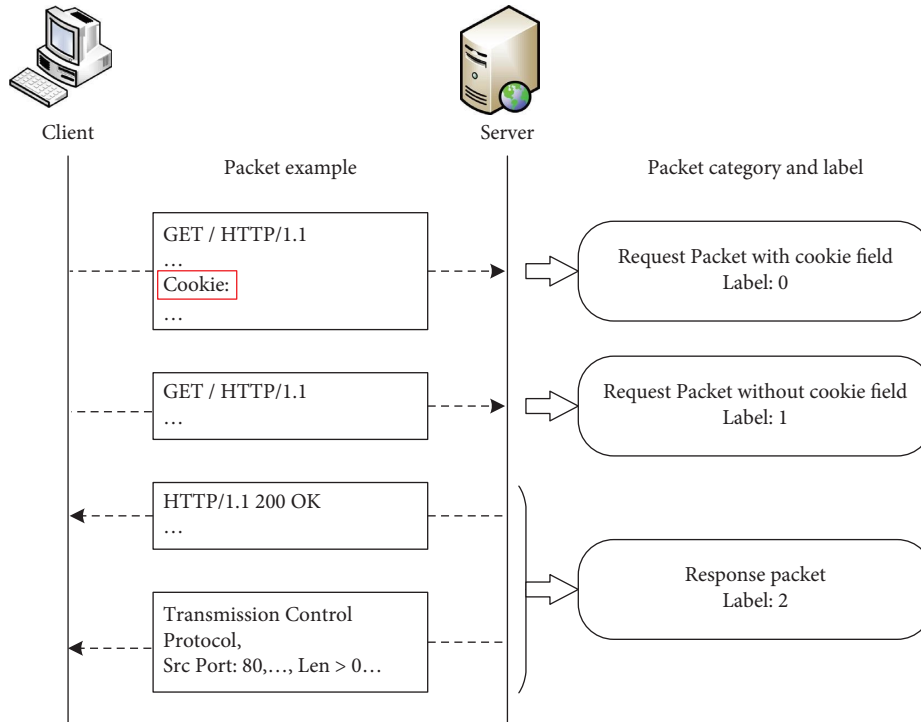 Client
Server
Packet example
Packet category and label
GET / HTTP/1.1
…
Cookie:
…
Request Packet with cookie field
Label: 0
GET / HTTP/1.1
…
Request Packet without cookie field
Label: 1
HTTP/1.1 200 OK
…
Transmission Control
Protocol,
Src Port: 80,…, Len > 0…
Response packet
Label: 2